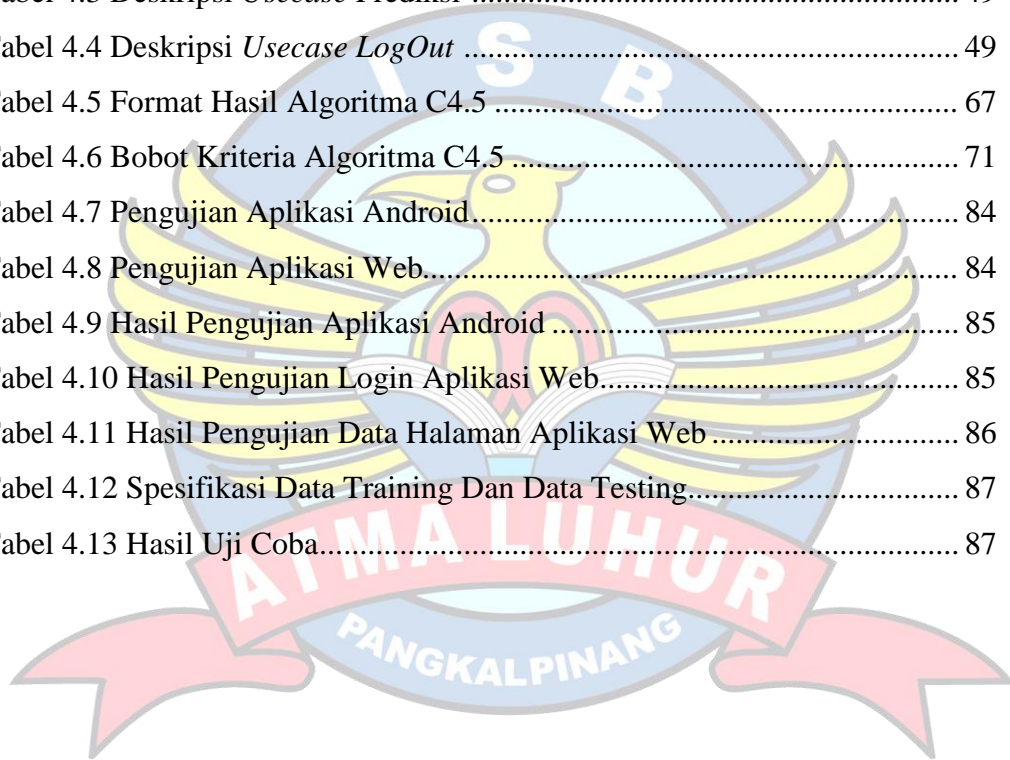 abel 4.3 Deskripsi Usecase Prediksi ........ 49
abel 4.4 Deskripsi Usecase LogOut ........ 49
abel 4.5 Format Hasil Algoritma C4.5 ........ 67
abel 4.6 Bobot Kriteria Algoritma C4.5 ........ 71
abel 4.7 Pengujian Aplikasi Android ........ 84
abel 4.8 Pengujian Aplikasi Web ........ 84
abel 4.9 Hasil Pengujian Aplikasi Android ........ 85
abel 4.10 Hasil Pengujian Login Aplikasi Web ........ 85
abel 4.11 Hasil Pengujian Data Halaman Aplikasi Web ........ 86
abel 4.12 Spesifikasi Data Training Dan Data Testing ........ 87
abel 4.13 Hasil Uji Coba ........ 87
I S B
ATMA LUHUR
PANGKALPINANG